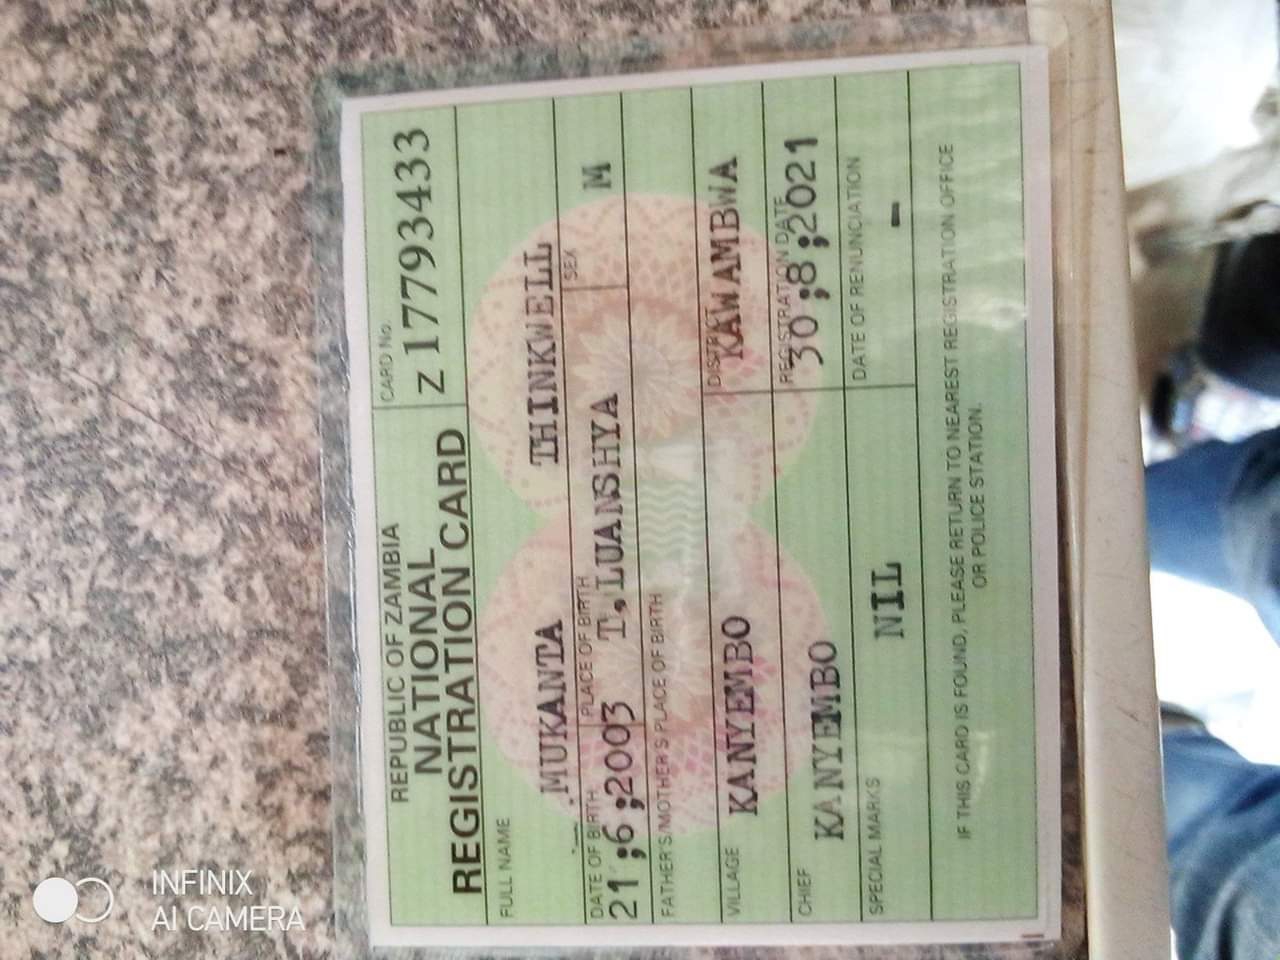 REPUBLIC OF ZAMBIA
NATIONAL
REGISTRATION CARD
CARD No.
Z 17793433
FULL NAME
MUKANTA THINKWELL
DATE OF BIRTH PLACE OF BIRTH SEX
21;6;2003 T.LUANSHYA M
FATHER'S/MOTHER'S PLACE OF BIRTH
VILLAGE DISTRICT
KANYEMBO KAWAMBWA
CHIEF REGISTRATION DATE
KANYEMBO 30;8;2021
SPECIAL MARKS DATE OF RENUNCIATION
NIL -
IF THIS CARD IS FOUND, PLEASE RETURN TO NEAREST REGISTRATION OFFICE
OR POLICE STATION.
INFINIX
AI CAMERA